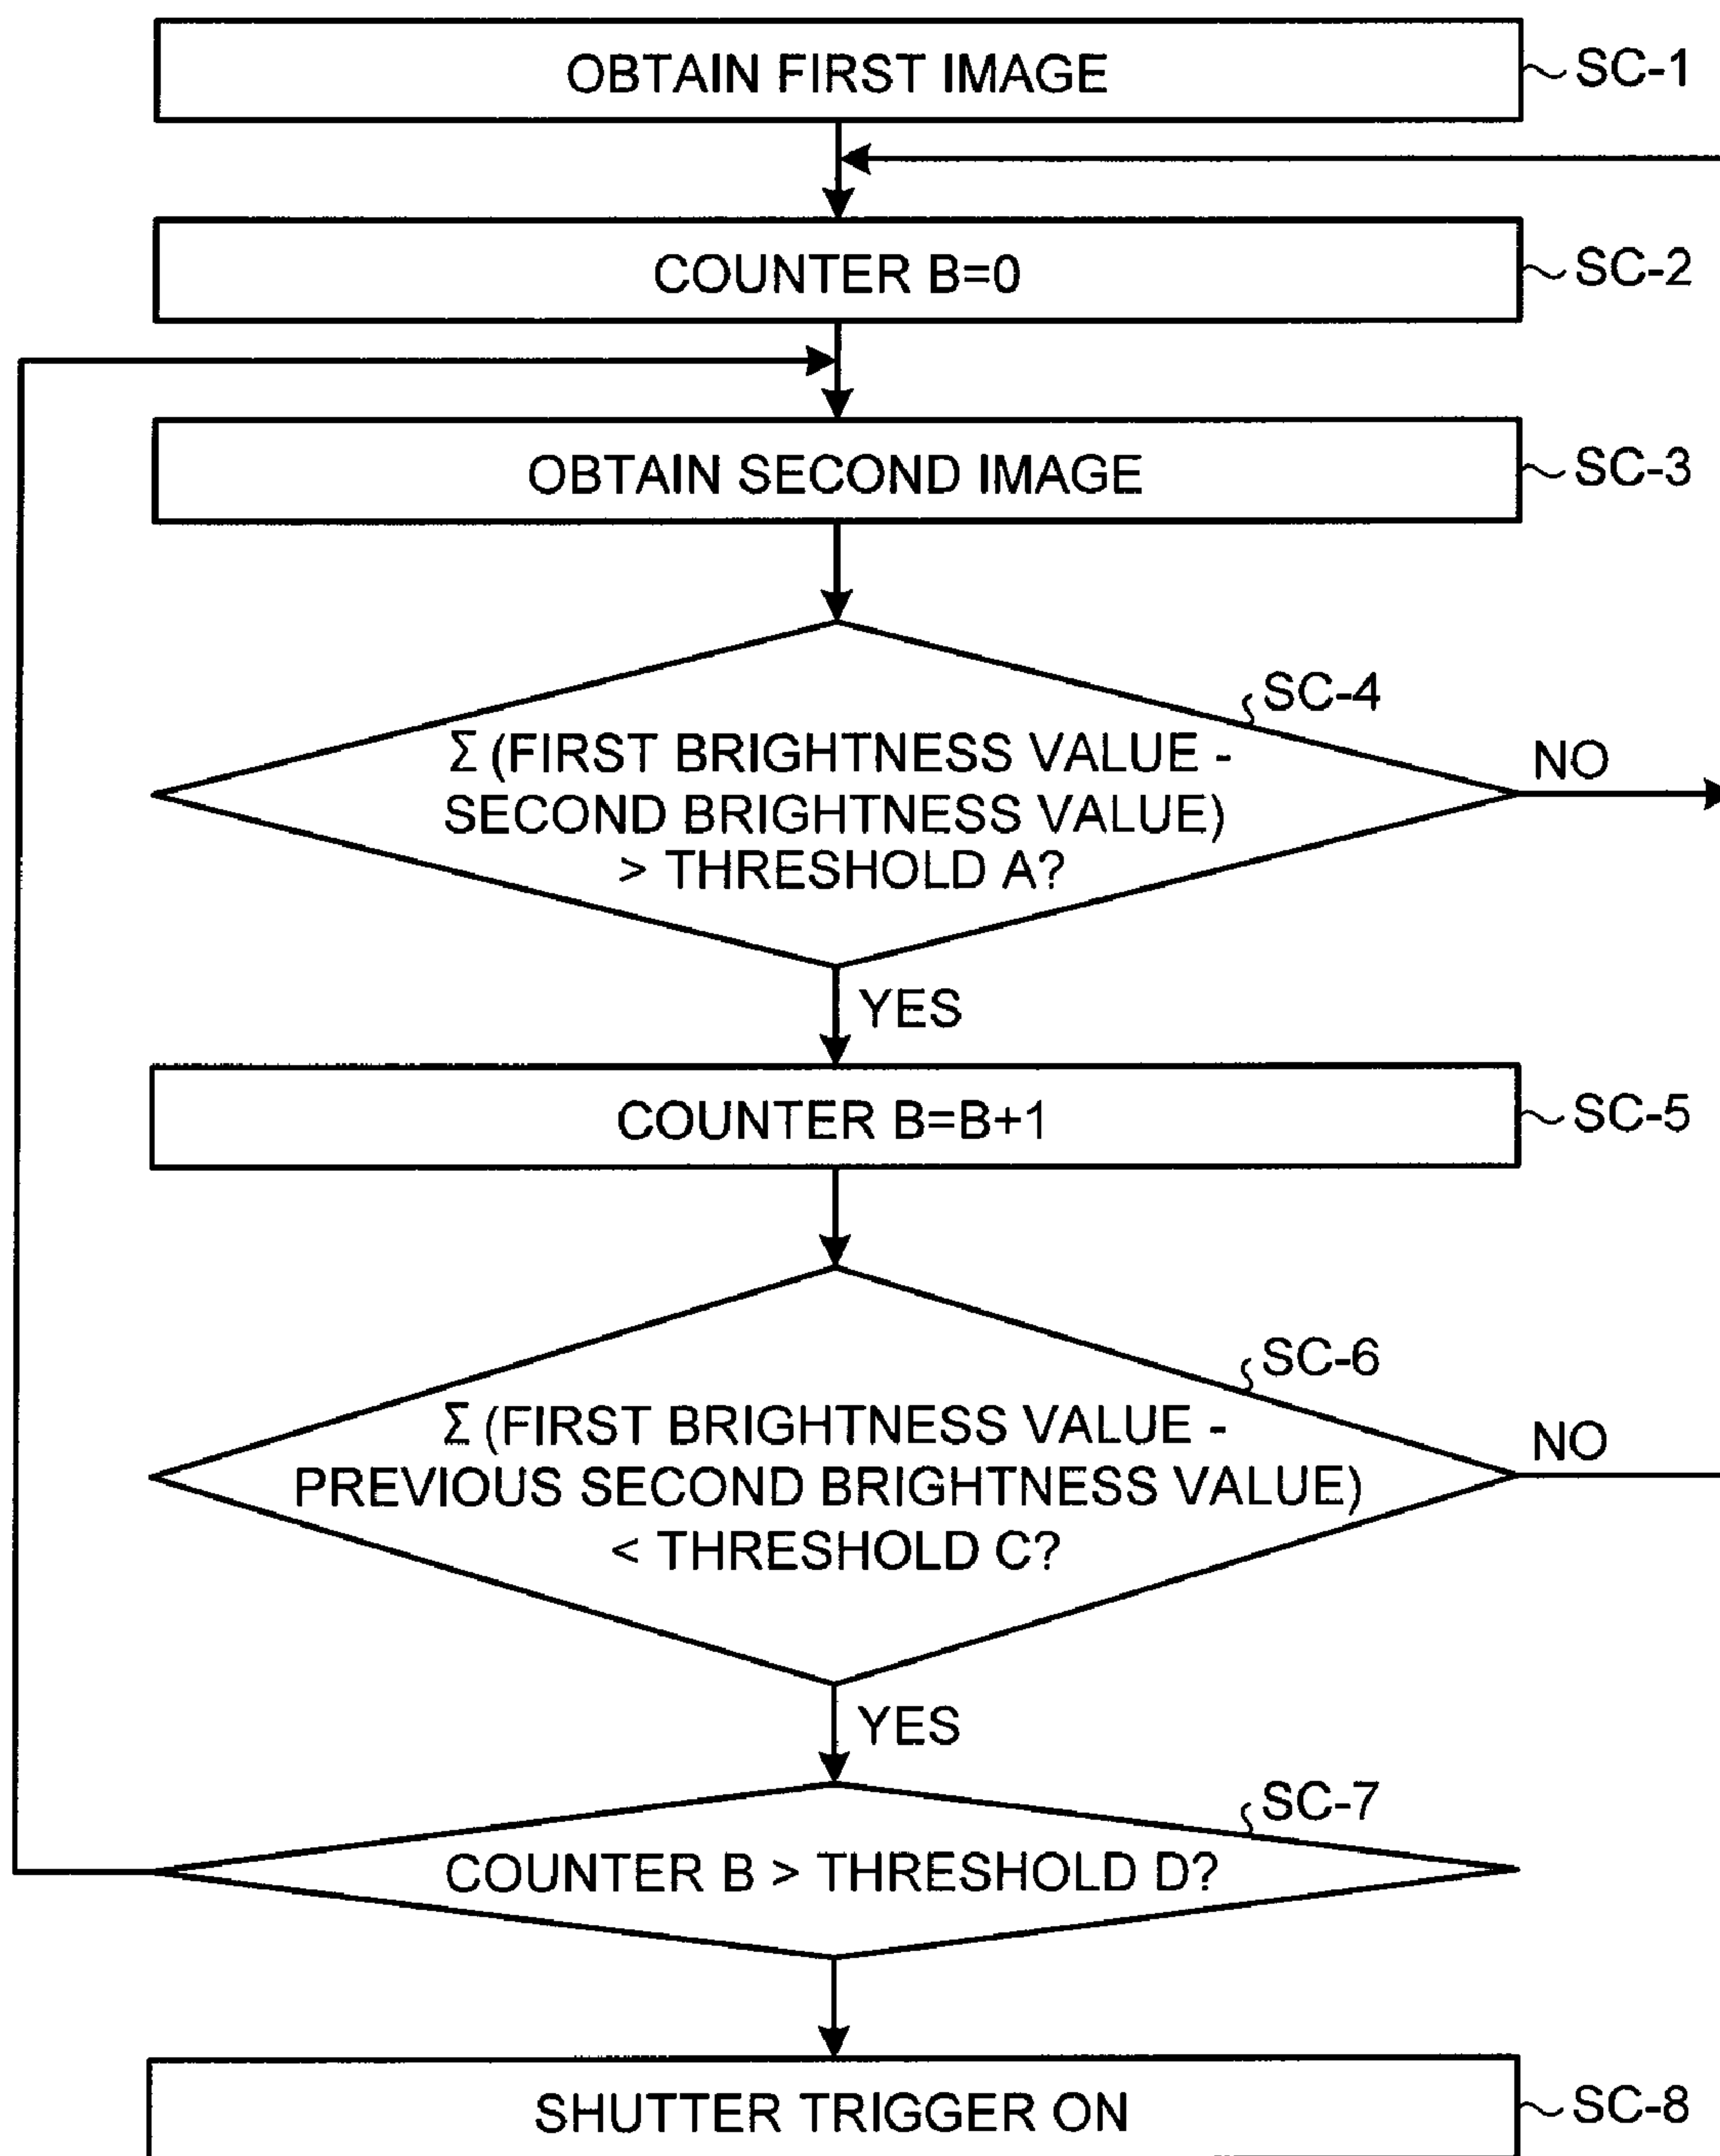 OBTAIN FIRST IMAGE
SC-1
COUNTER B=0
SC-2
OBTAIN SECOND IMAGE
SC-3
SC-4
Σ (FIRST BRIGHTNESS VALUE -
SECOND BRIGHTNESS VALUE)
> THRESHOLD A?
NO
YES
COUNTER B=B+1
SC-5
SC-6
Σ (FIRST BRIGHTNESS VALUE -
PREVIOUS SECOND BRIGHTNESS VALUE)
< THRESHOLD C?
NO
YES
SC-7
COUNTER B > THRESHOLD D?
SHUTTER TRIGGER ON
SC-8